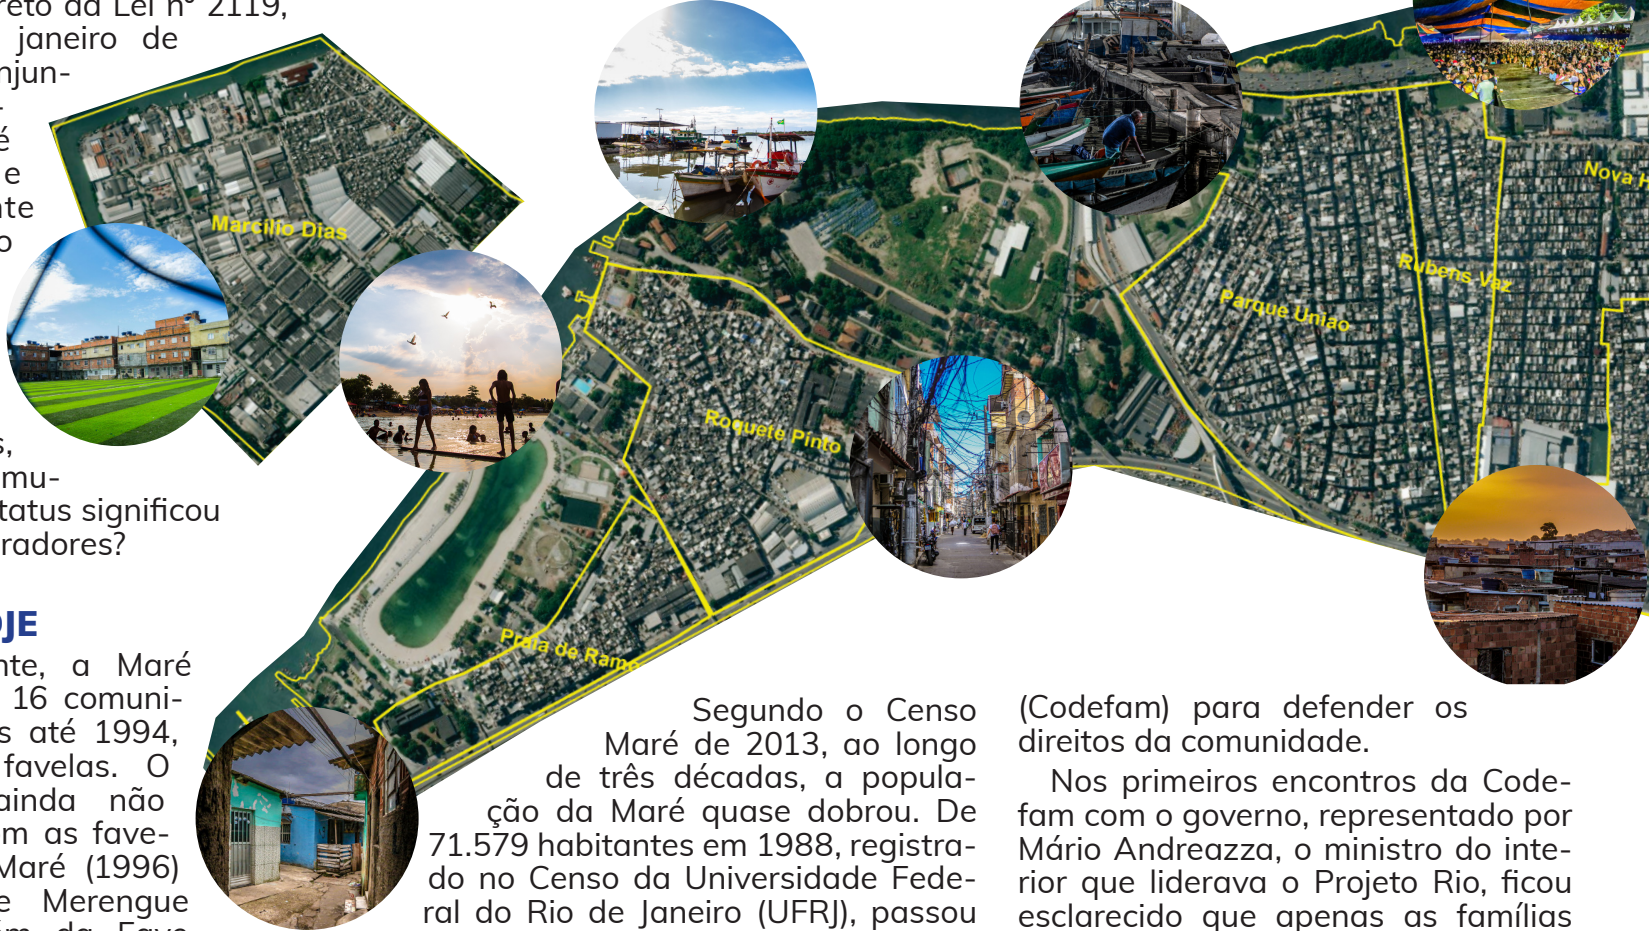 da Lei nº 2119,
janeiro de
njun-
-
é
e
nte
o
s,
mu-
tatus significou
radores?
OJE
nte, a Maré
16 comuni-
s até 1994,
favelas. O
ainda não
m as fave-
Maré (1996)
e Merengue
Marcílio Dias
Roquete Pinto
Praia de Ramo
Parque Uniao
Rubens Vaz
Nova H
Segundo o Censo
Maré de 2013, ao longo
de três décadas, a popula-
ção da Maré quase dobrou. De
71.579 habitantes em 1988, registra-
do no Censo da Universidade Fede-
ral do Rio de Janeiro (UFRJ), passou
(Codefam) para defender os
direitos da comunidade.
Nos primeiros encontros da Code-
fam com o governo, representado por
Mário Andreazza, o ministro do inte-
rior que liderava o Projeto Rio, ficou
esclarecido que apenas as famílias